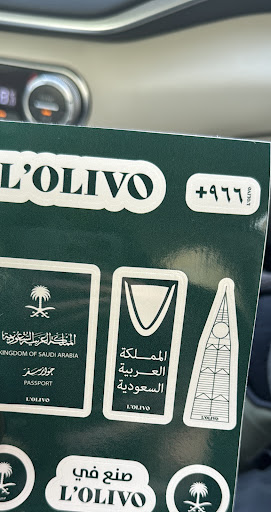 L'OLIVO
+٩٦٦
L'OLIVO
المملكة العربية السعودية
KINGDOM OF SAUDI ARABIA
جواز سفر
PASSPORT
L'OLIVO
المملكة
العربية
السعودية
L'OLIVO
L'OLIVO
صنع في
L'OLIVO